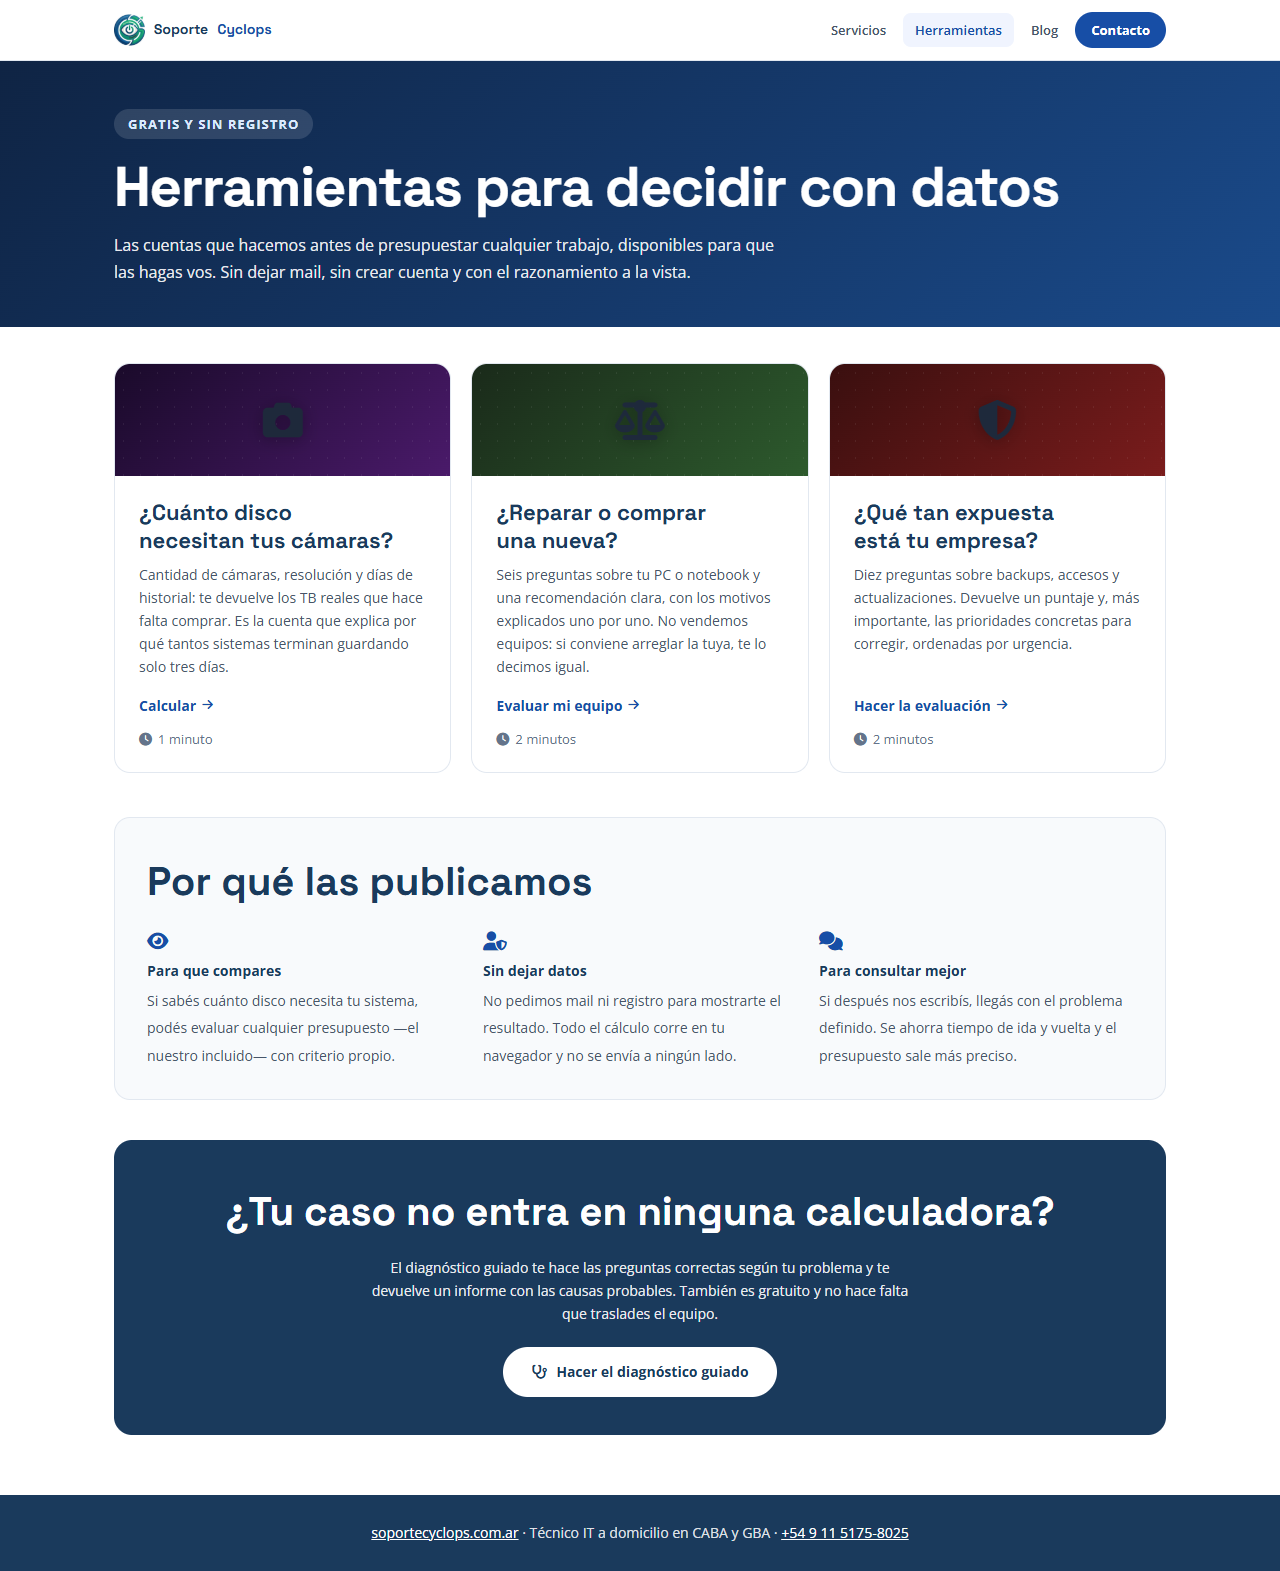 Soporte Cyclops
Servicios
Herramientas
Blog
Contacto
GRATIS Y SIN REGISTRO
Herramientas para decidir con datos
Las cuentas que hacemos antes de presupuestar cualquier trabajo, disponibles para que
las hagas vos. Sin dejar mail, sin crear cuenta y con el razonamiento a la vista.
¿Cuánto disco
necesitan tus cámaras?
Cantidad de cámaras, resolución y días de
historial: te devuelve los TB reales que hace
falta comprar. Es la cuenta que explica por
qué tantos sistemas terminan guardando
solo tres días.
Calcular →
1 minuto
¿Reparar o comprar
una nueva?
Seis preguntas sobre tu PC o notebook y
una recomendación clara, con los motivos
explicados uno por uno. No vendemos
equipos: si conviene arreglar la tuya, te lo
decimos igual.
Evaluar mi equipo →
2 minutos
¿Qué tan expuesta
está tu empresa?
Diez preguntas sobre backups, accesos y
actualizaciones. Devuelve un puntaje y, más
importante, las prioridades concretas para
corregir, ordenadas por urgencia.
Hacer la evaluación →
2 minutos
Por qué las publicamos
Para que compares
Si sabés cuánto disco necesita tu sistema,
podés evaluar cualquier presupuesto —el
nuestro incluido— con criterio propio.
Sin dejar datos
No pedimos mail ni registro para mostrarte el
resultado. Todo el cálculo corre en tu
navegador y no se envía a ningún lado.
Para consultar mejor
Si después nos escribís, llegás con el problema
definido. Se ahorra tiempo de ida y vuelta y el
presupuesto sale más preciso.
¿Tu caso no entra en ninguna calculadora?
El diagnóstico guiado te hace las preguntas correctas según tu problema y te
devuelve un informe con las causas probables. También es gratuito y no hace falta
que traslades el equipo.
Hacer el diagnóstico guiado
soportecyclops.com.ar · Técnico IT a domicilio en CABA y GBA · +54 9 11 5175-8025